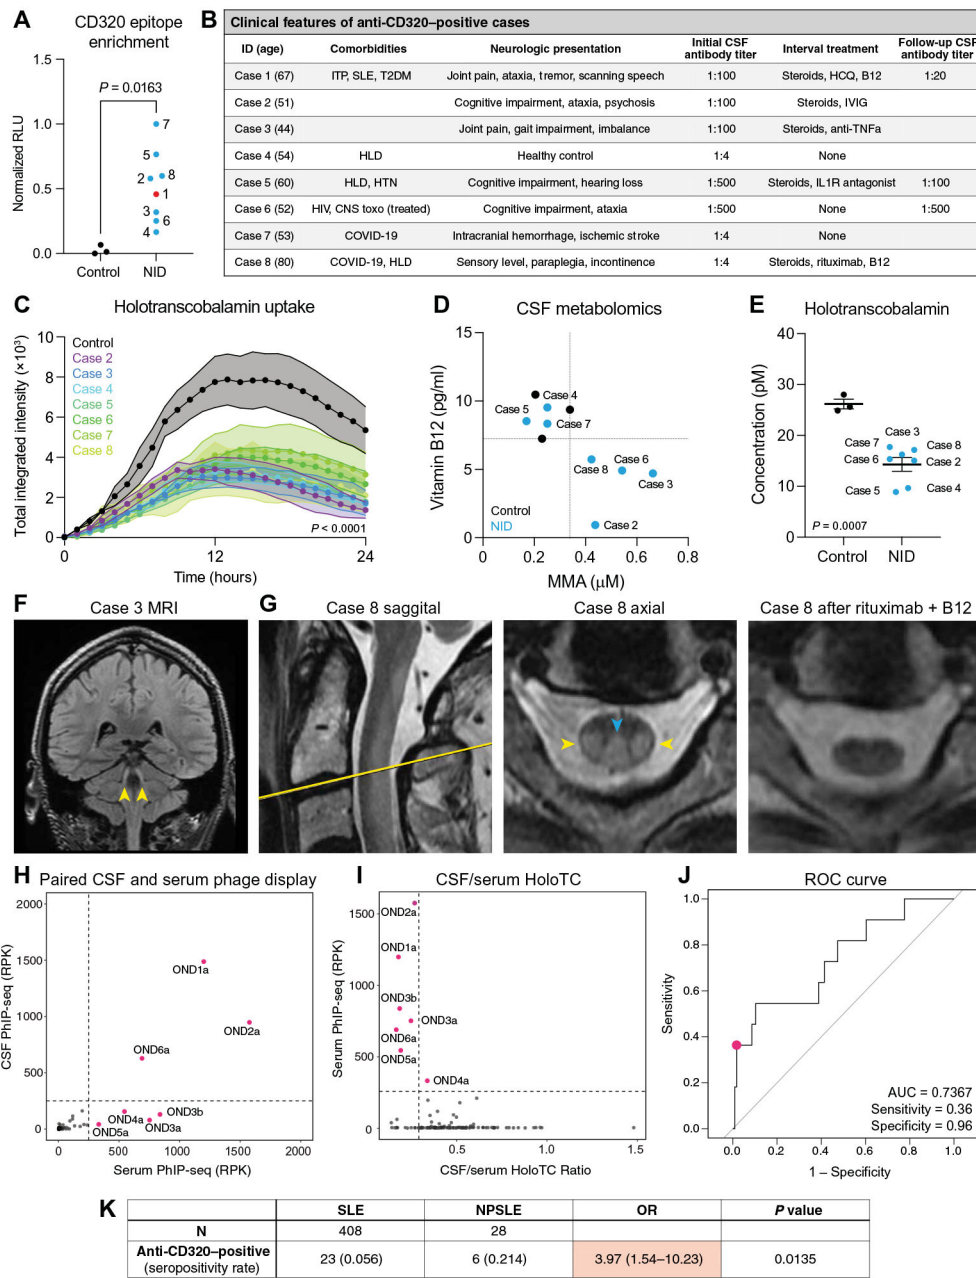 A
CD320 epitope
enrichment
Normalized RLU
1.5
1.0
0.5
0.0
P = 0.0163
7
5
2
8
1
3
6
4
Control
NID
B
Clinical features of anti-CD320–positive cases
ID (age) Comorbidities Neurologic presentation Initial CSF antibody titer Interval treatment Follow-up CSF antibody titer
Case 1 (67) ITP, SLE, T2DM Joint pain, ataxia, tremor, scanning speech 1:100 Steroids, HCQ, B12 1:20
Case 2 (51) Cognitive impairment, ataxia, psychosis 1:100 Steroids, IVIG
Case 3 (44) Joint pain, gait impairment, imbalance 1:100 Steroids, anti-TNFa
Case 4 (54) HLD Healthy control 1:4 None
Case 5 (60) HLD, HTN Cognitive impairment, hearing loss 1:500 Steroids, IL1R antagonist 1:100
Case 6 (52) HIV, CNS toxo (treated) Cognitive impairment, ataxia 1:500 None 1:500
Case 7 (53) COVID-19 Intracranial hemorrhage, ischemic stroke 1:4 None
Case 8 (80) COVID-19, HLD Sensory level, paraplegia, incontinence 1:4 Steroids, rituximab, B12
C
Holotranscobalamin uptake
Total integrated intensity (×10³)
10
8
6
4
2
0
Control
Case 2
Case 3
Case 4
Case 5
Case 6
Case 7
Case 8
P < 0.0001
0 12 24
Time (hours)
D
CSF metabolomics
Vitamin B12 (pg/ml)
15
10
5
0
Case 4
Case 5
Case 7
Case 6
Case 8
Case 3
Case 2
Control
NID
0 0.2 0.4 0.6 0.8
MMA (μM)
E
Holotranscobalamin
Concentration (pM)
40
30
20
10
0
Case 3
Case 7
Case 8
Case 6
Case 2
Case 5
Case 4
P = 0.0007
Control
NID
F
Case 3 MRI
G
Case 8 saggital
Case 8 axial
Case 8 after rituximab + B12
H
Paired CSF and serum phage display
CSF PhIP-seq (RPK)
2000
1500
1000
500
0
OND1a
OND2a
OND6a
OND4a
OND3b
OND5a
OND3a
0 500 1000 1500 2000
Serum PhIP-seq (RPK)
I
CSF/serum HoloTC
Serum PhIP-seq (RPK)
1500
1000
500
0
OND2a
OND1a
OND3b
OND3a
OND6a
OND5a
OND4a
0.5 1.0 1.5
CSF/serum HoloTC Ratio
J
ROC curve
Sensitivity
1.0
0.8
0.6
0.4
0.2
0.0
AUC = 0.7367
Sensitivity = 0.36
Specificity = 0.96
0.0 0.2 0.4 0.6 0.8 1.0
1 – Specificity
K
SLE NPSLE OR P value
N 408 28
Anti-CD320–positive (seropositivity rate) 23 (0.056) 6 (0.214) 3.97 (1.54–10.23) 0.0135